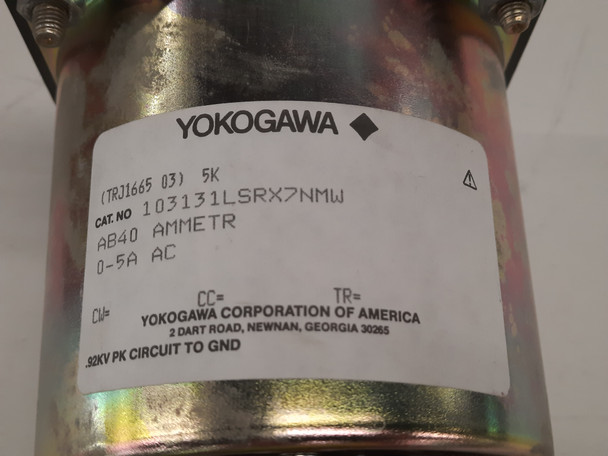 YOKOGAWA
(TRJ1665 03) 5K
CAT. NO 103131LSRX7NMW
AB40 AMMETR
0-5A AC
CW= CC= TR=
YOKOGAWA CORPORATION OF AMERICA
2 DART ROAD, NEWNAN, GEORGIA 30265
.92KV PK CIRCUIT TO GND